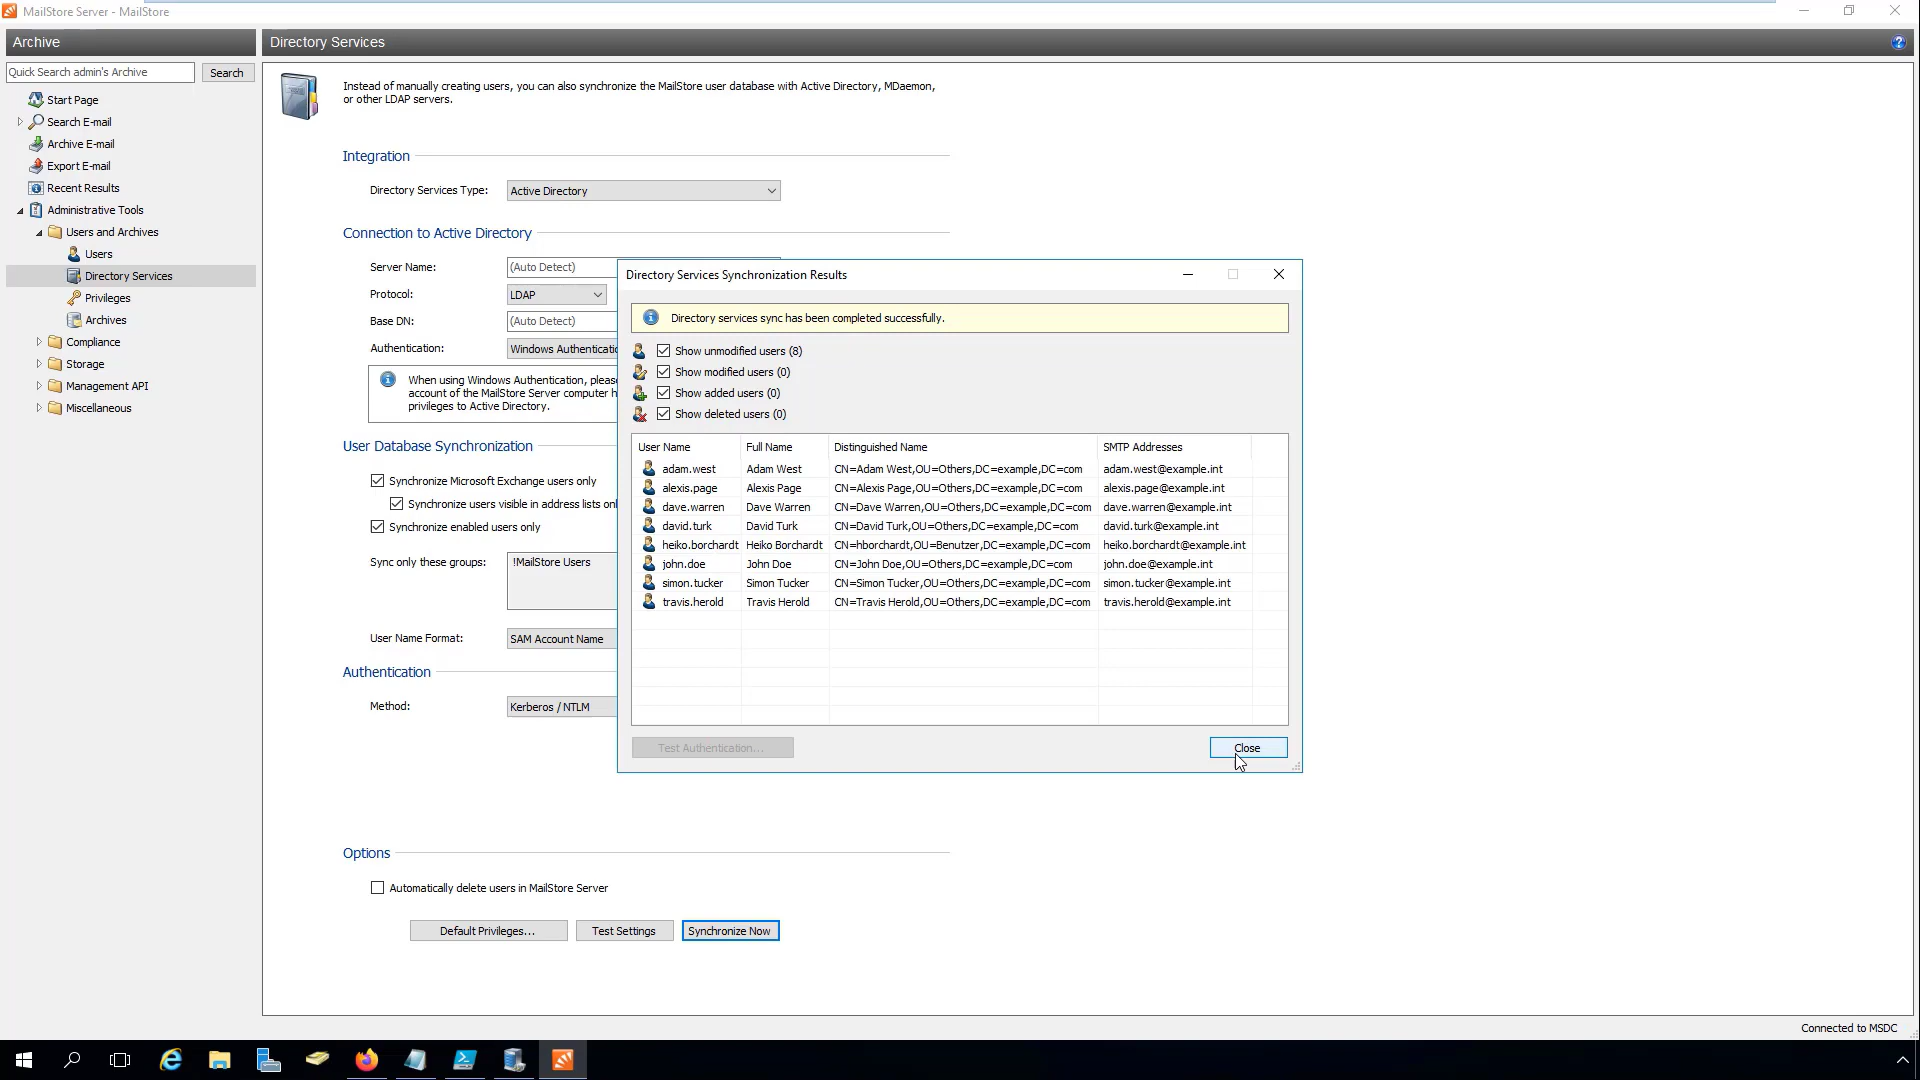 MailStore Server - MailStore
Archive
Directory Services
Quick Search admin's Archive
Search
Start Page
Search E-mail
Archive E-mail
Export E-mail
Recent Results
Administrative Tools
Users and Archives
Users
Directory Services
Privileges
Archives
Compliance
Storage
Management API
Miscellaneous
Instead of manually creating users, you can also synchronize the MailStore user database with Active Directory, MDaemon,
or other LDAP servers.
Integration
Directory Services Type: Active Directory
Connection to Active Directory
Server Name: (Auto Detect)
Protocol: LDAP
Base DN: (Auto Detect)
Authentication: Windows Authenticatio
When using Windows Authentication, pleas
account of the MailStore Server computer h
privileges to Active Directory.
User Database Synchronization
Synchronize Microsoft Exchange users only
Synchronize users visible in address lists onl
Synchronize enabled users only
Sync only these groups: !MailStore Users
User Name Format: SAM Account Name
Authentication
Method: Kerberos / NTLM
Options
Automatically delete users in MailStore Server
Default Privileges... Test Settings Synchronize Now
Directory Services Synchronization Results
Directory services sync has been completed successfully.
Show unmodified users (8)
Show modified users (0)
Show added users (0)
Show deleted users (0)
User Name Full Name Distinguished Name SMTP Addresses
adam.west Adam West CN=Adam West,OU=Others,DC=example,DC=com adam.west@example.int
alexis.page Alexis Page CN=Alexis Page,OU=Others,DC=example,DC=com alexis.page@example.int
dave.warren Dave Warren CN=Dave Warren,OU=Others,DC=example,DC=com dave.warren@example.int
david.turk David Turk CN=David Turk,OU=Others,DC=example,DC=com david.turk@example.int
heiko.borchardt Heiko Borchardt CN=hborchardt,OU=Benutzer,DC=example,DC=com heiko.borchardt@example.int
john.doe John Doe CN=John Doe,OU=Others,DC=example,DC=com john.doe@example.int
simon.tucker Simon Tucker CN=Simon Tucker,OU=Others,DC=example,DC=com simon.tucker@example.int
travis.herold Travis Herold CN=Travis Herold,OU=Others,DC=example,DC=com travis.herold@example.int
Test Authentication... Close
Connected to MSDC